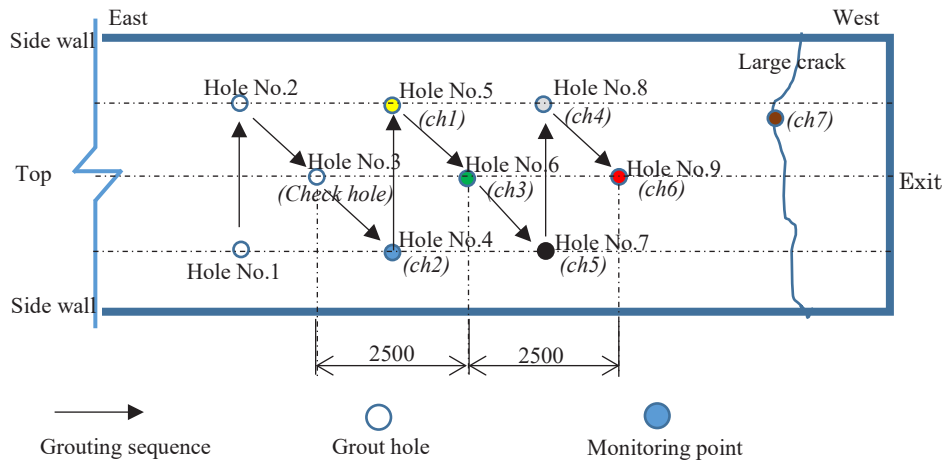 East
West
Side wall
Large crack
Hole No.2
Hole No.5
(ch1)
Hole No.8
(ch4)
(ch7)
Top
Hole No.3
(Check hole)
Hole No.6
(ch3)
Hole No.9
(ch6)
Exit
Hole No.1
Hole No.4
(ch2)
Hole No.7
(ch5)
Side wall
2500
2500
Grouting sequence
Grout hole
Monitoring point